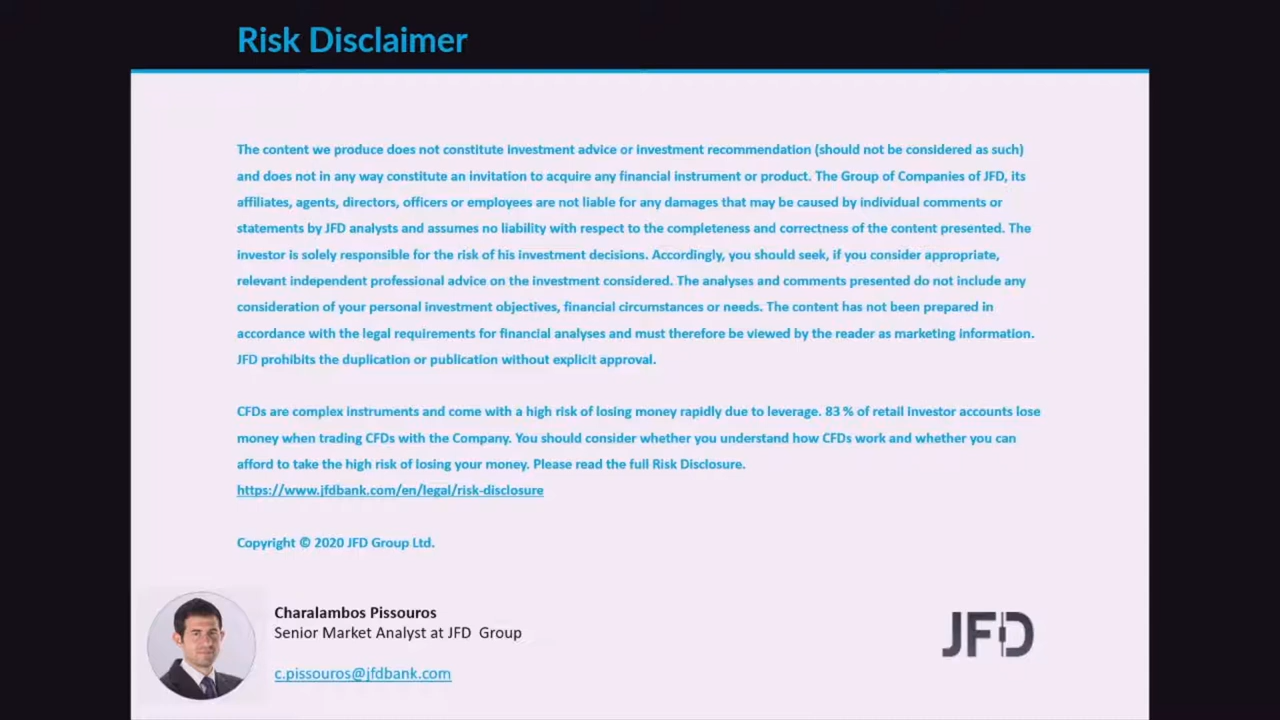 Risk Disclaimer
The content we produce does not constitute investment advice or investment recommendation (should not be considered as such)
and does not in any way constitute an invitation to acquire any financial instrument or product. The Group of Companies of JFD, its
affiliates, agents, directors, officers or employees are not liable for any damages that may be caused by individual comments or
statements by JFD analysts and assumes no liability with respect to the completeness and correctness of the content presented. The
investor is solely responsible for the risk of his investment decisions. Accordingly, you should seek, if you consider appropriate,
relevant independent professional advice on the investment considered. The analyses and comments presented do not include any
consideration of your personal investment objectives, financial circumstances or needs. The content has not been prepared in
accordance with the legal requirements for financial analyses and must therefore be viewed by the reader as marketing information.
JFD prohibits the duplication or publication without explicit approval.
CFDs are complex instruments and come with a high risk of losing money rapidly due to leverage. 83 % of retail investor accounts lose
money when trading CFDs with the Company. You should consider whether you understand how CFDs work and whether you can
afford to take the high risk of losing your money. Please read the full Risk Disclosure.
https://www.jfdbank.com/en/legal/risk-disclosure
Copyright © 2020 JFD Group Ltd.
Charalambos Pissouros
Senior Market Analyst at JFD  Group
c.pissouros@jfdbank.com
JFD